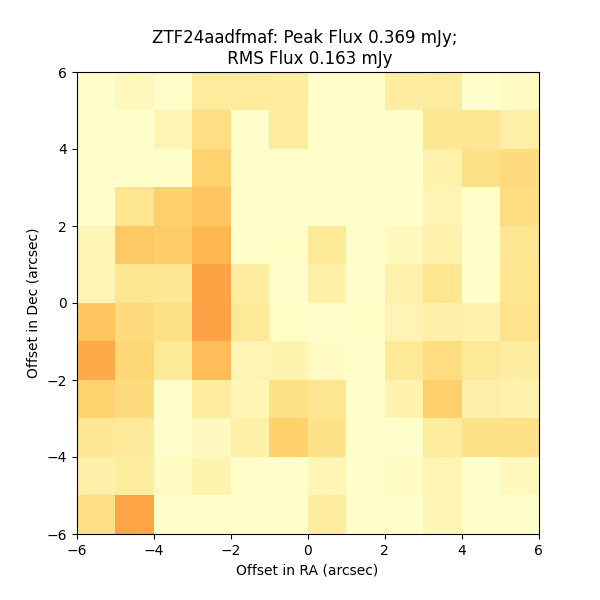 ZTF24aadfmaf: Peak Flux 0.369 mJy;
RMS Flux 0.163 mJy
6
4
2
0
−2
−4
−6
Offset in Dec (arcsec)
−6 −4 −2 0 2 4 6
Offset in RA (arcsec)